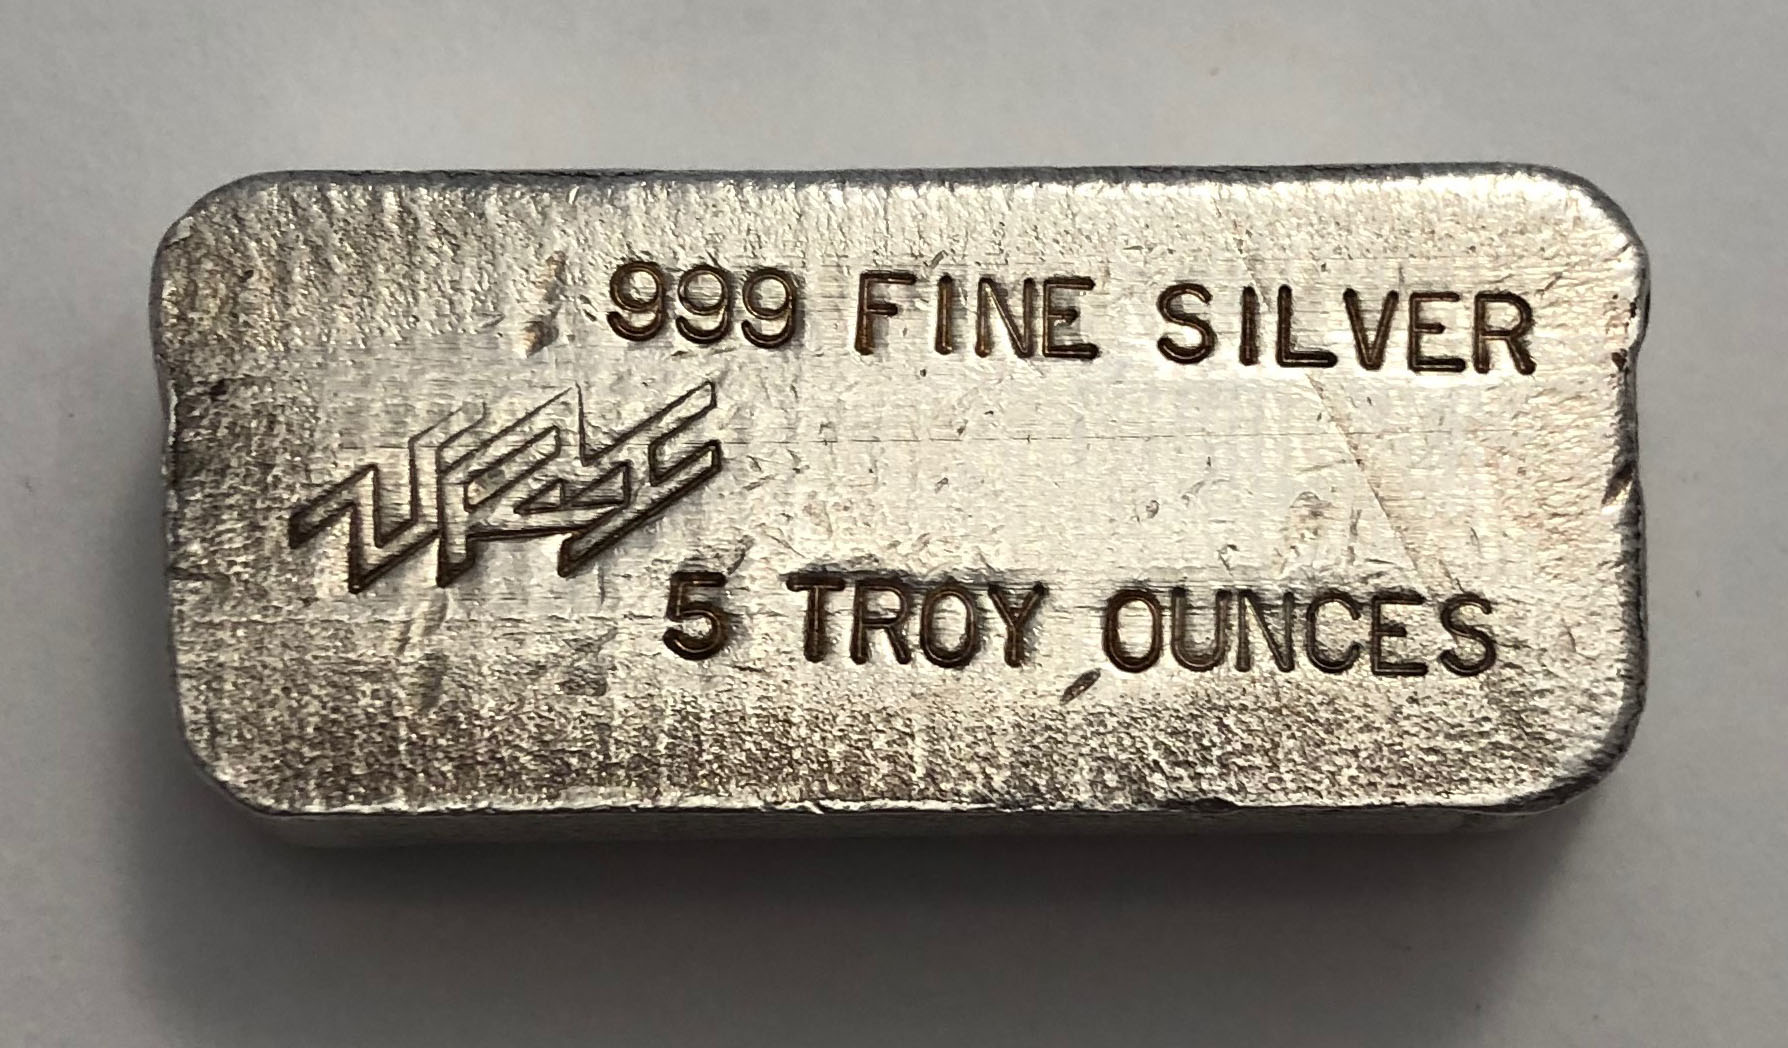 999 FINE SILVER
5 TROY OUNCES